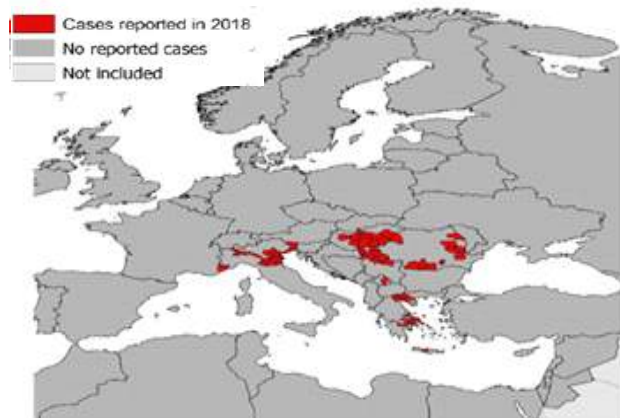 Cases reported in 2018
No reported cases
Not included